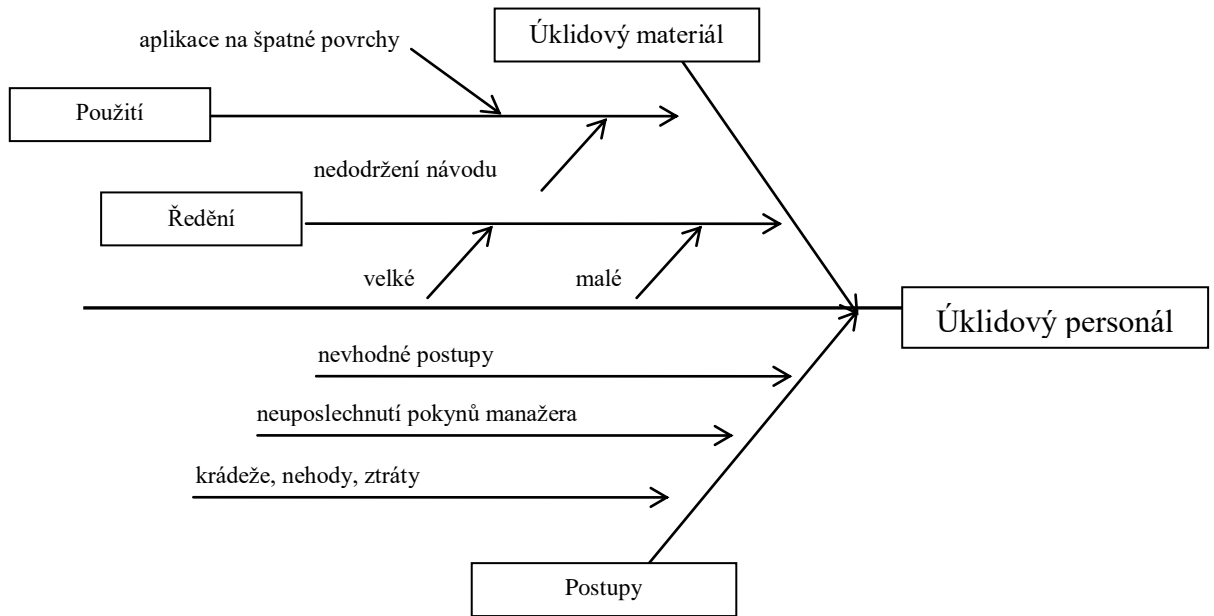 Úklidový materiál
aplikace na špatné povrchy
Použití
nedodržení návodu
Ředění
velké
malé
Úklidový personál
nevhodné postupy
neuposlechnutí pokynů manažera
krádeže, nehody, ztráty
Postupy